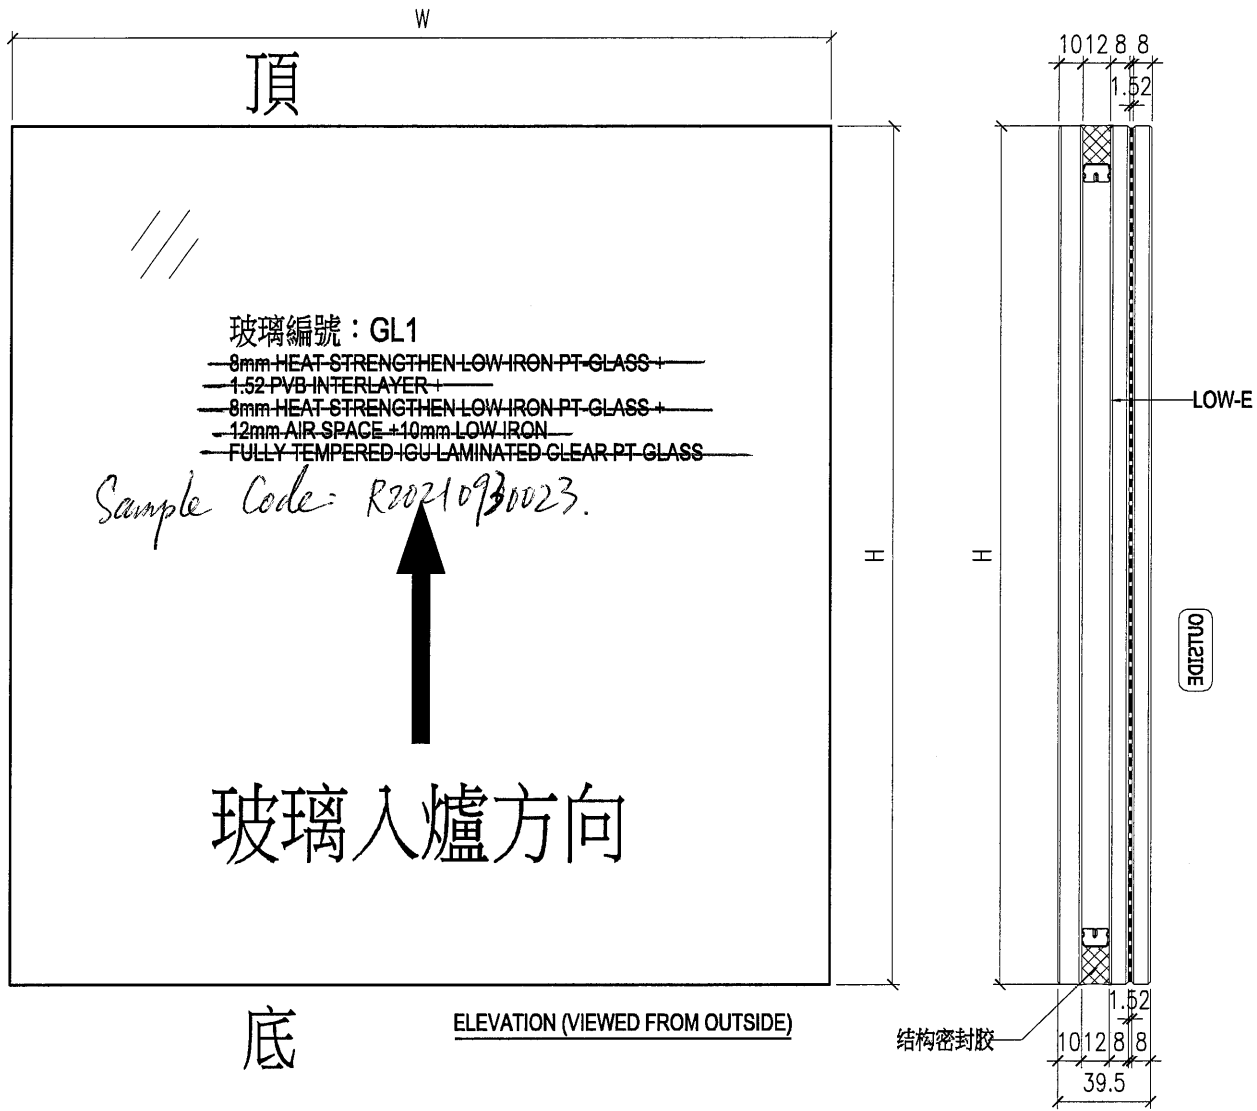 W
頂
10 12 8 8
1.52
玻璃編號：GL1
8mm HEAT STRENGTHEN LOW IRON PT-GLASS +
1.52 PVB INTERLAYER +
8mm HEAT STRENGTHEN LOW IRON PT-GLASS +
12mm AIR SPACE +10mm LOW IRON
FULLY TEMPERED IGU LAMINATED CLEAR PT GLASS
Sample Code: R20210930023.
LOW-E
H
H
OUTSIDE
玻璃入爐方向
底
ELEVATION (VIEWED FROM OUTSIDE)
结构密封胶
1.52
10 12 8 8
39.5